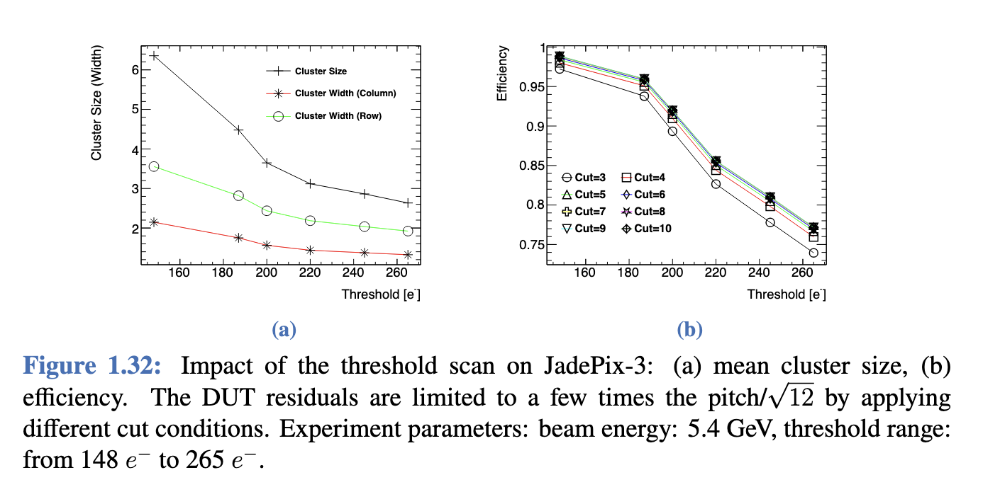 Cluster Size (Width)
6
5
4
3
2
Cluster Size
Cluster Width (Column)
Cluster Width (Row)
160 180 200 220 240 260
Threshold [e⁻]
(a)
Efficiency
1
0.95
0.9
0.85
0.8
0.75
Cut=3 Cut=4
Cut=5 Cut=6
Cut=7 Cut=8
Cut=9 Cut=10
160 180 200 220 240 260
Threshold [e⁻]
(b)
Figure 1.32: Impact of the threshold scan on JadePix-3: (a) mean cluster size, (b)
efficiency. The DUT residuals are limited to a few times the pitch/√12 by applying
different cut conditions. Experiment parameters: beam energy: 5.4 GeV, threshold range:
from 148 e⁻ to 265 e⁻.